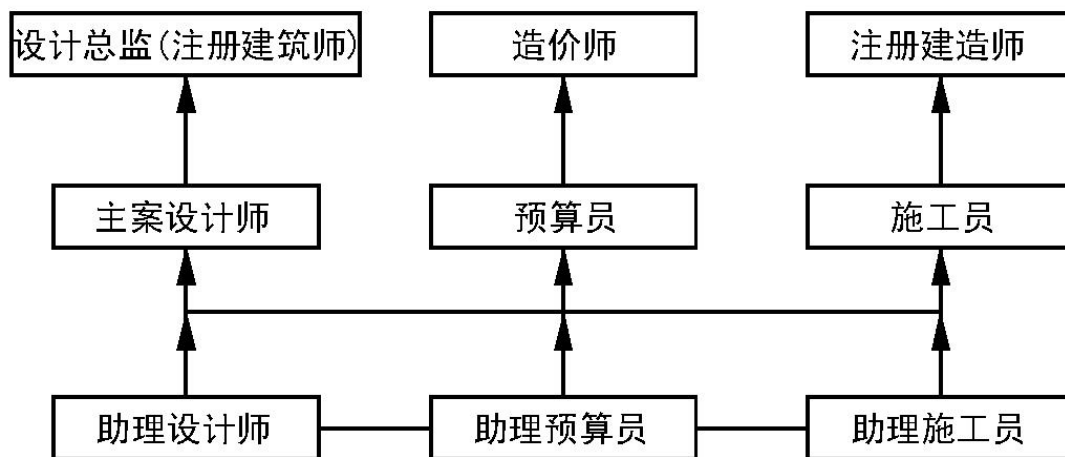 设计总监(注册建筑师)
造价师
注册建造师
主案设计师
预算员
施工员
助理设计师
助理预算员
助理施工员